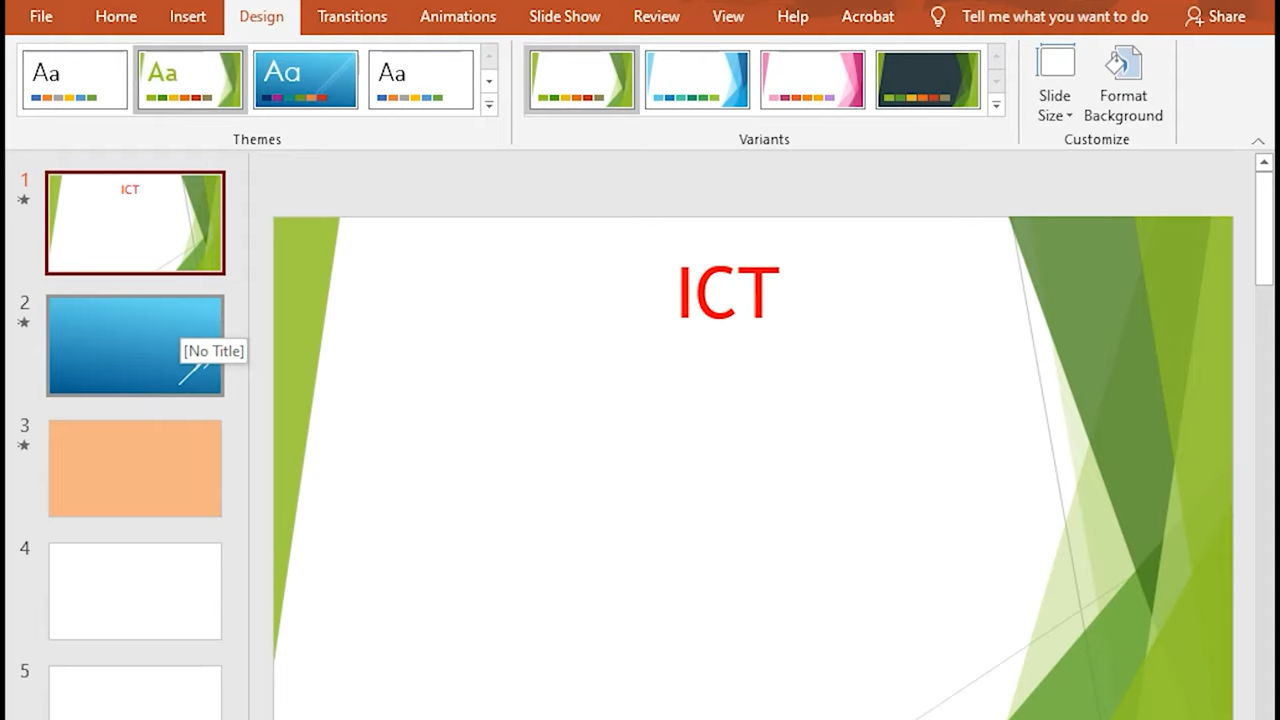 File Home Insert Design Transitions Animations Slide Show Review View Help Acrobat Tell me what you want to do Share
Aa Aa Aa Aa
Slide Size
Format Background
Themes Variants Customize
1
ICT
2
[No Title]
3
4
5
ICT